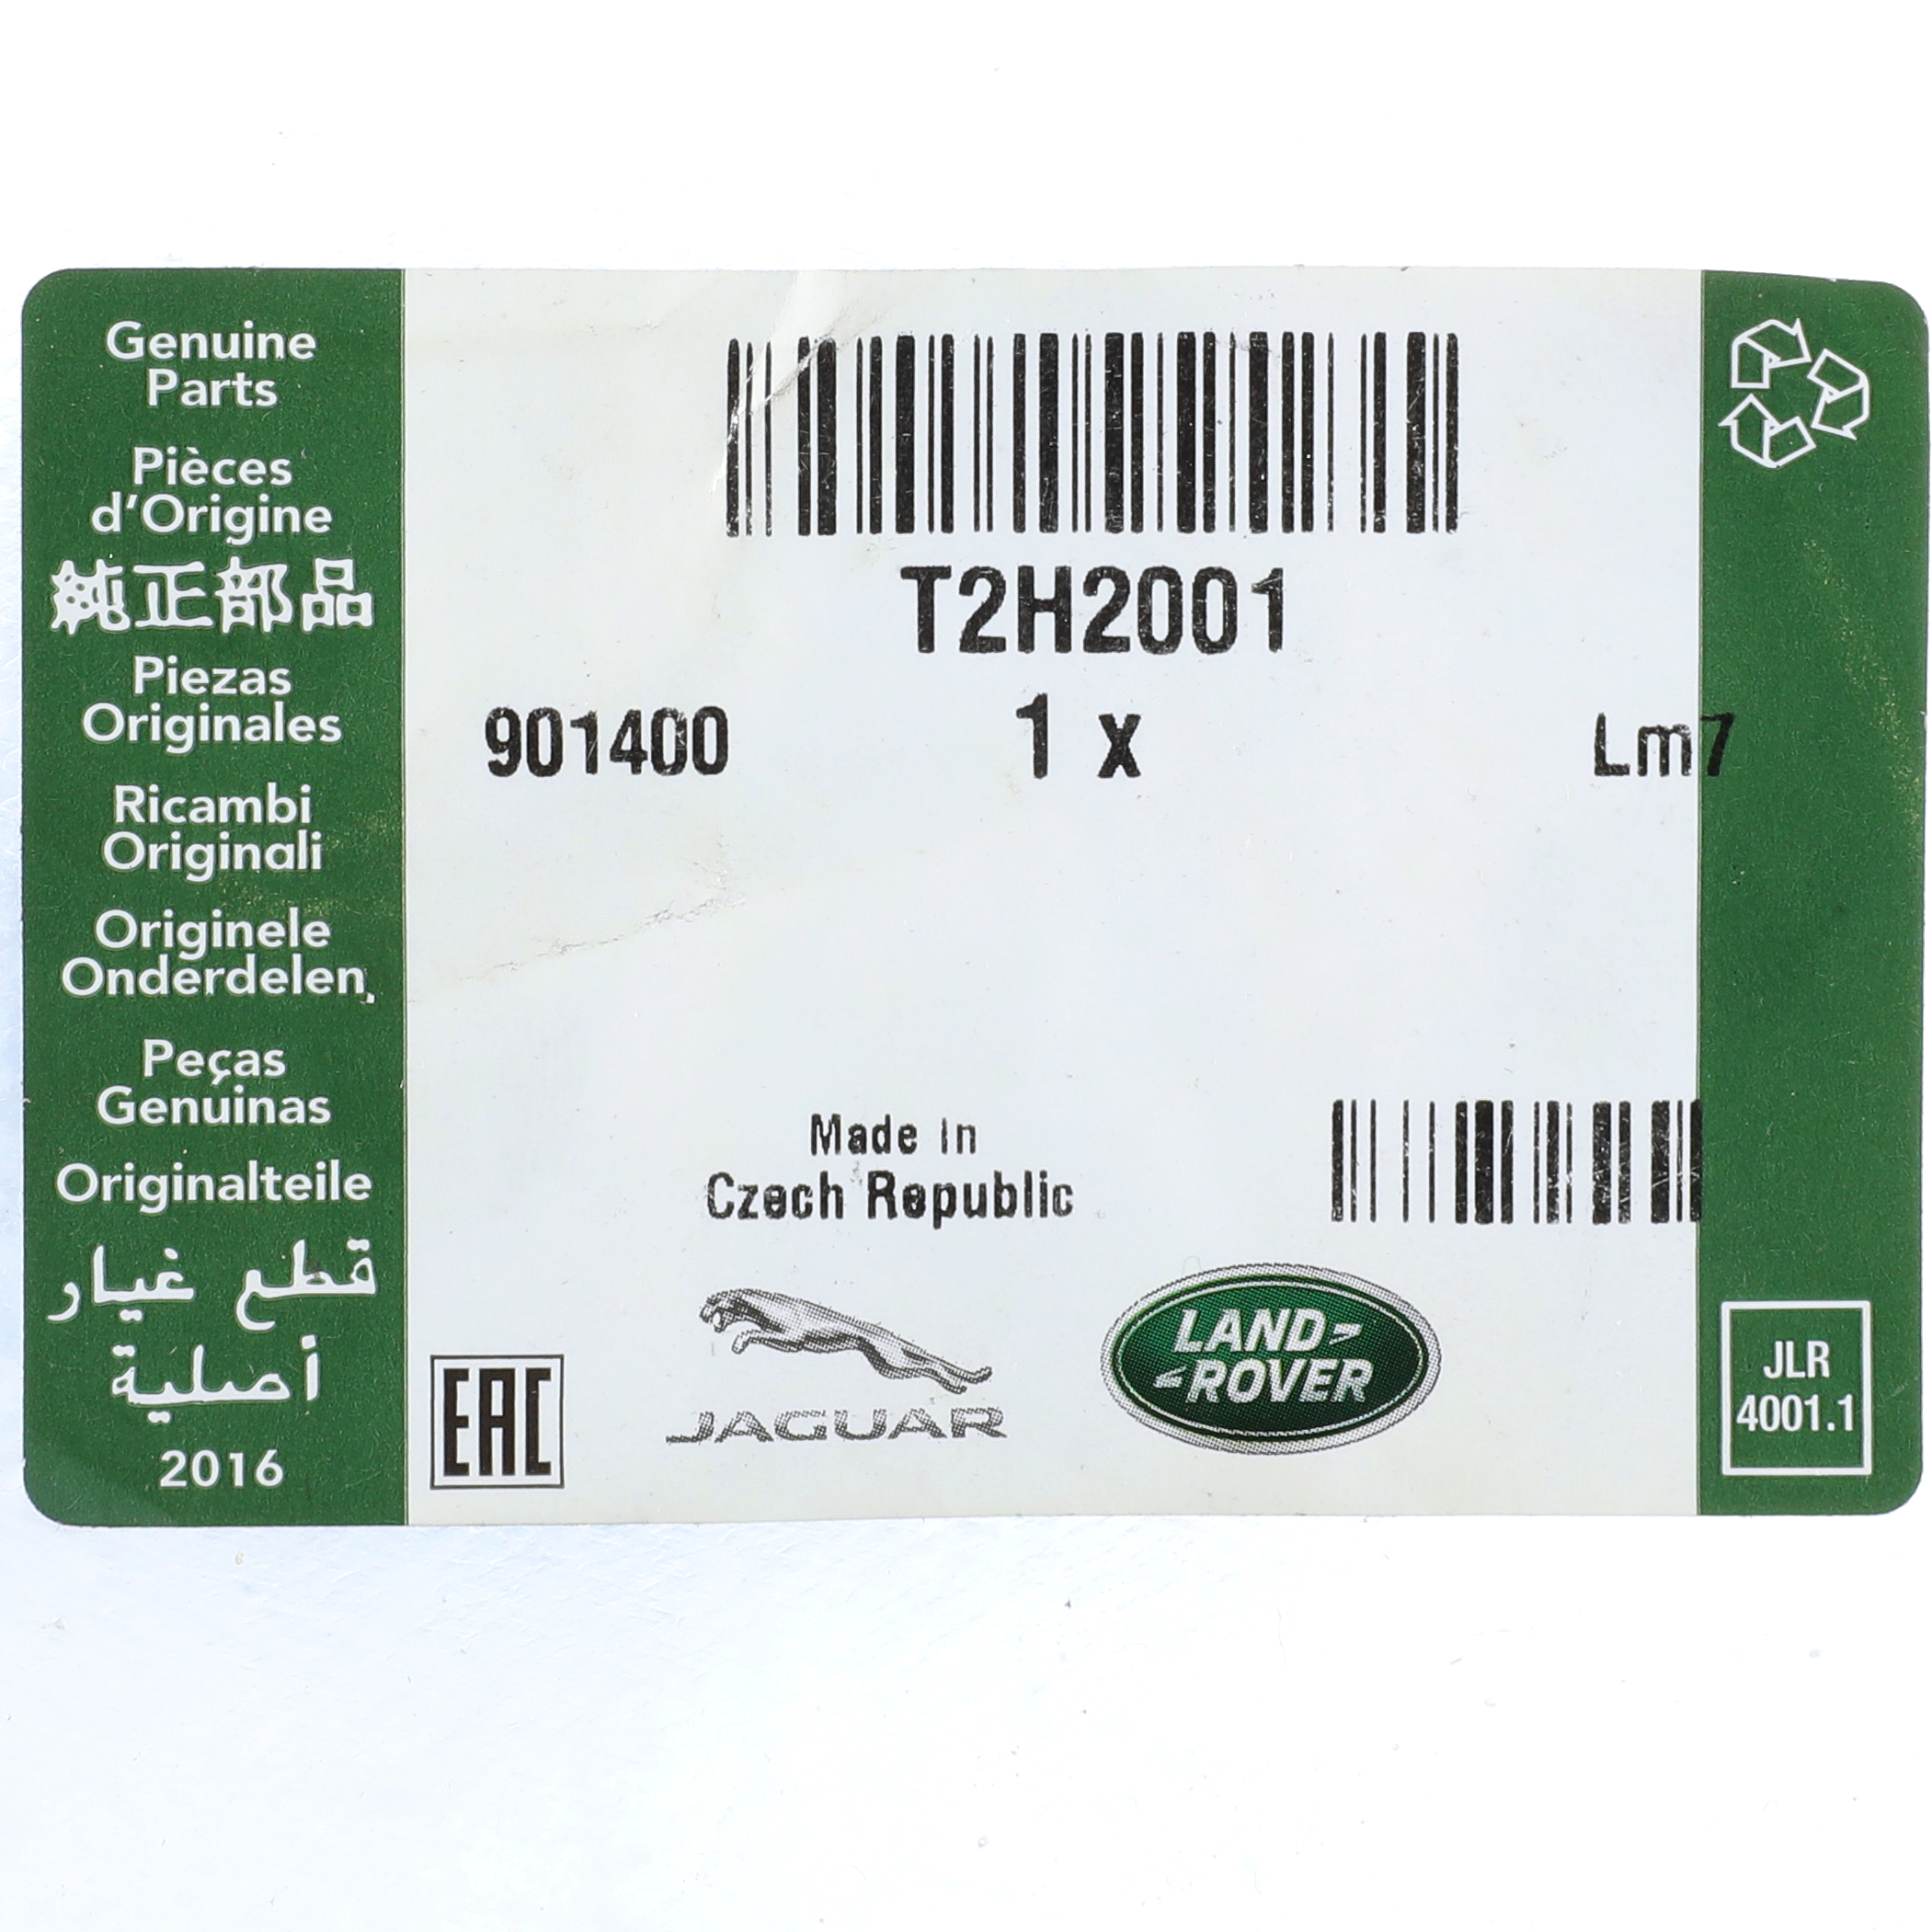 Genuine
Parts
Pièces
d'Origine
純正部品
Piezas
Originales
Ricambi
Originali
Originele
Onderdelen
Peças
Genuinas
Originalteile
قطع غيار
أصلية
2016
T2H2001
901400 1 x Lm7
Made In
Czech Republic
EAC
JAGUAR
LAND-
-ROVER
JLR
4001.1